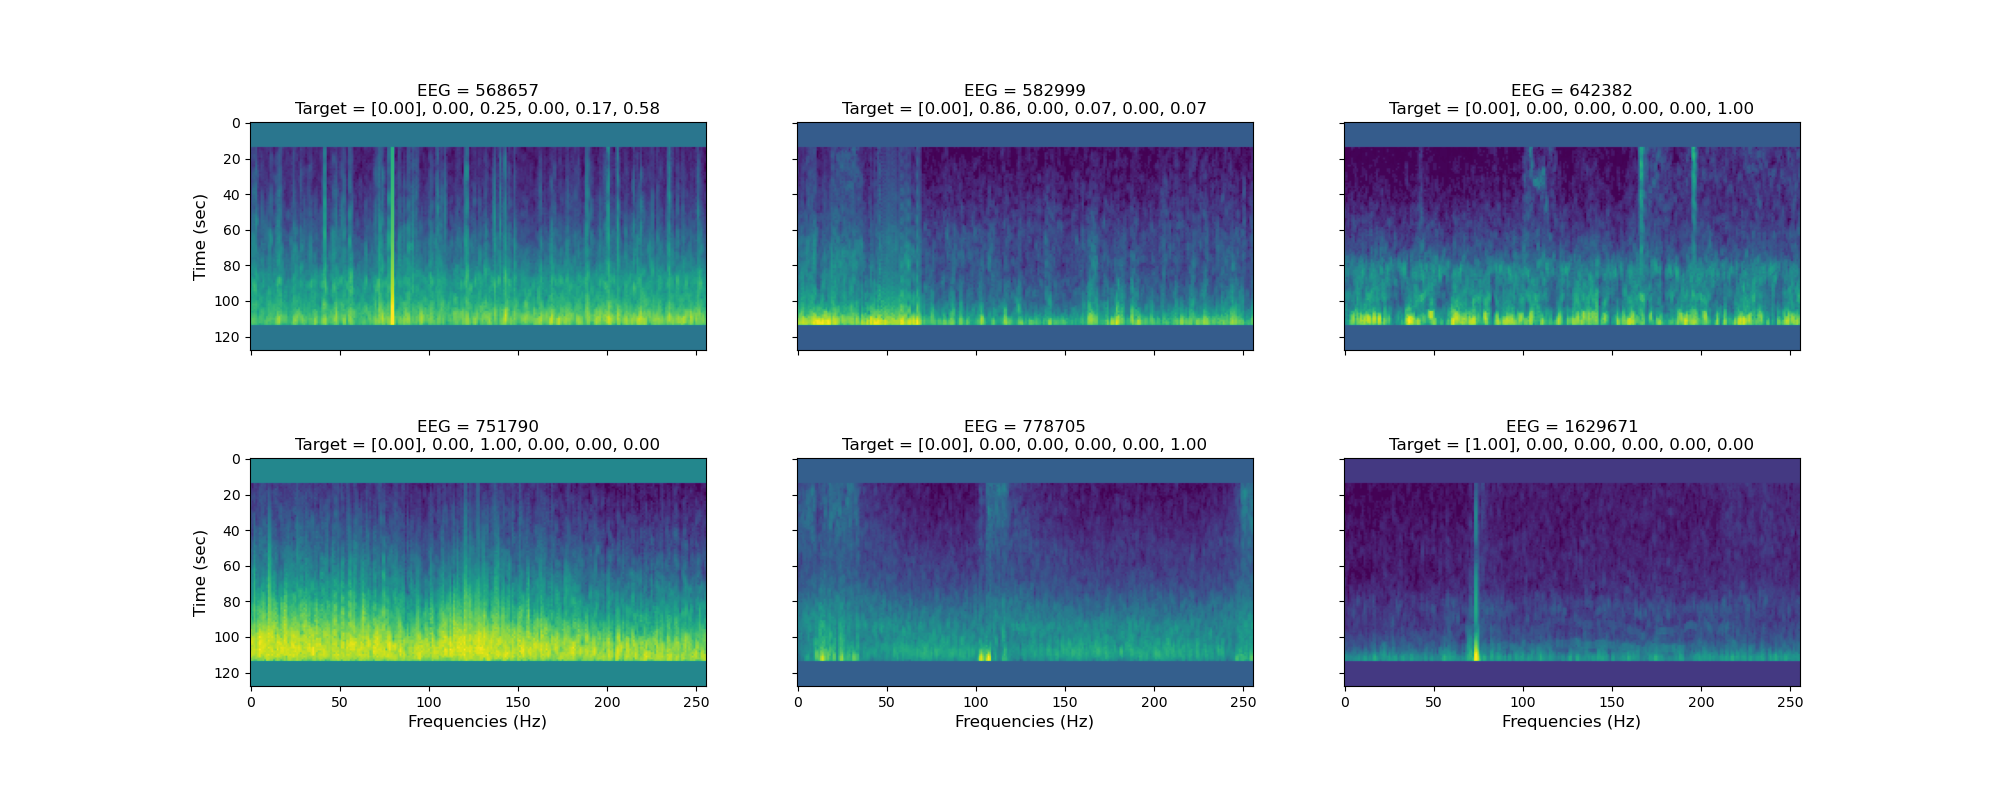 EEG = 568657
Target = [0.00], 0.00, 0.25, 0.00, 0.17, 0.58
EEG = 582999
Target = [0.00], 0.86, 0.00, 0.07, 0.00, 0.07
EEG = 642382
Target = [0.00], 0.00, 0.00, 0.00, 0.00, 1.00
0
20
40
60
80
100
120
Time (sec)
EEG = 751790
Target = [0.00], 0.00, 1.00, 0.00, 0.00, 0.00
EEG = 778705
Target = [0.00], 0.00, 0.00, 0.00, 0.00, 1.00
EEG = 1629671
Target = [1.00], 0.00, 0.00, 0.00, 0.00, 0.00
0
20
40
60
80
100
120
Time (sec)
0 50 100 150 200 250
Frequencies (Hz)
0 50 100 150 200 250
Frequencies (Hz)
0 50 100 150 200 250
Frequencies (Hz)